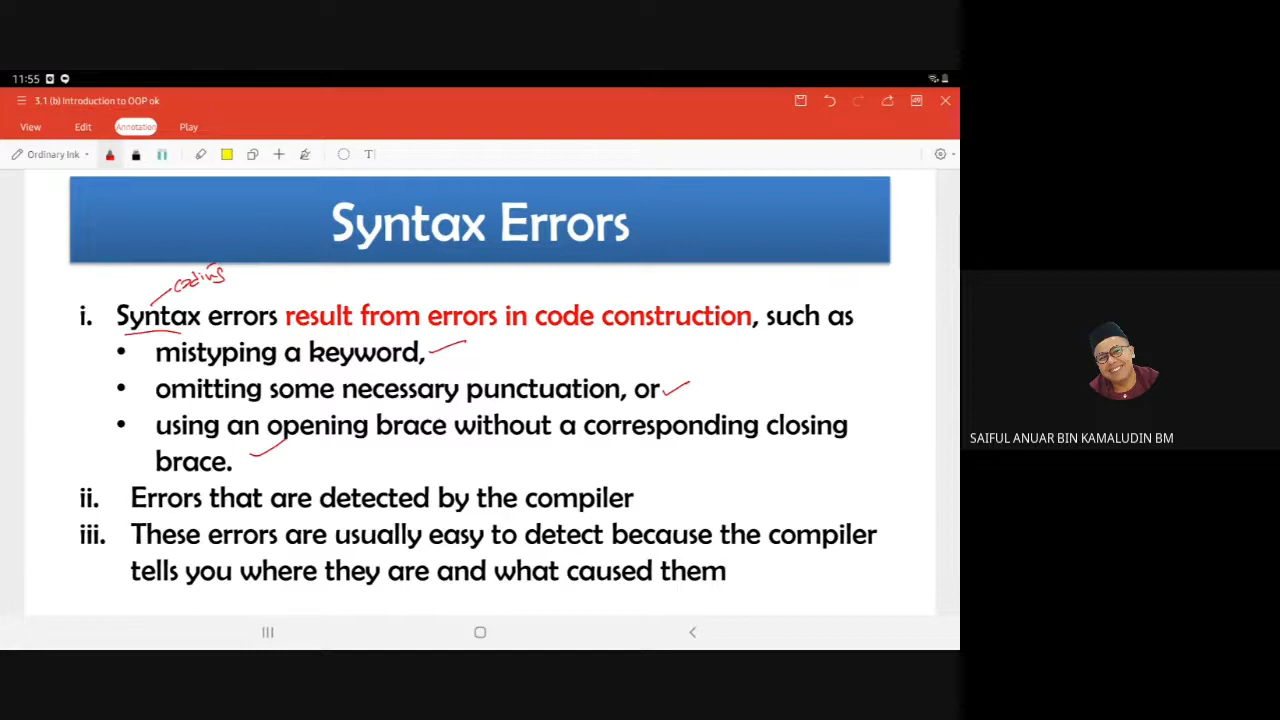 11:55
3.1 (b) Introduction to OOP ok
View Edit Annotation Play
Ordinary Ink T
Syntax Errors
coding
i. Syntax errors result from errors in code construction, such as
• mistyping a keyword,
• omitting some necessary punctuation, or
• using an opening brace without a corresponding closing
brace.
SAIFUL ANUAR BIN KAMALUDIN BM
ii. Errors that are detected by the compiler
iii. These errors are usually easy to detect because the compiler
tells you where they are and what caused them